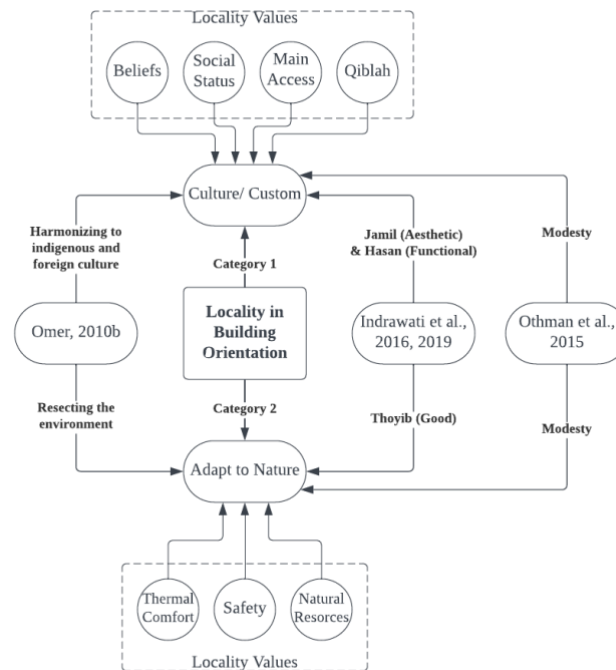 Locality Values
Beliefs
Social
Status
Main
Access
Qiblah
Culture/ Custom
Harmonizing to
indigenous and
foreign culture
Category 1
Jamil (Aesthetic)
& Hasan (Functional)
Modesty
Omer, 2010b
Locality in
Building
Orientation
Indrawati et al.,
2016, 2019
Othman et al.,
2015
Resecting the
environment
Category 2
Thoyib (Good)
Modesty
Adapt to Nature
Thermal
Comfort
Safety
Natural
Resorces
Locality Values